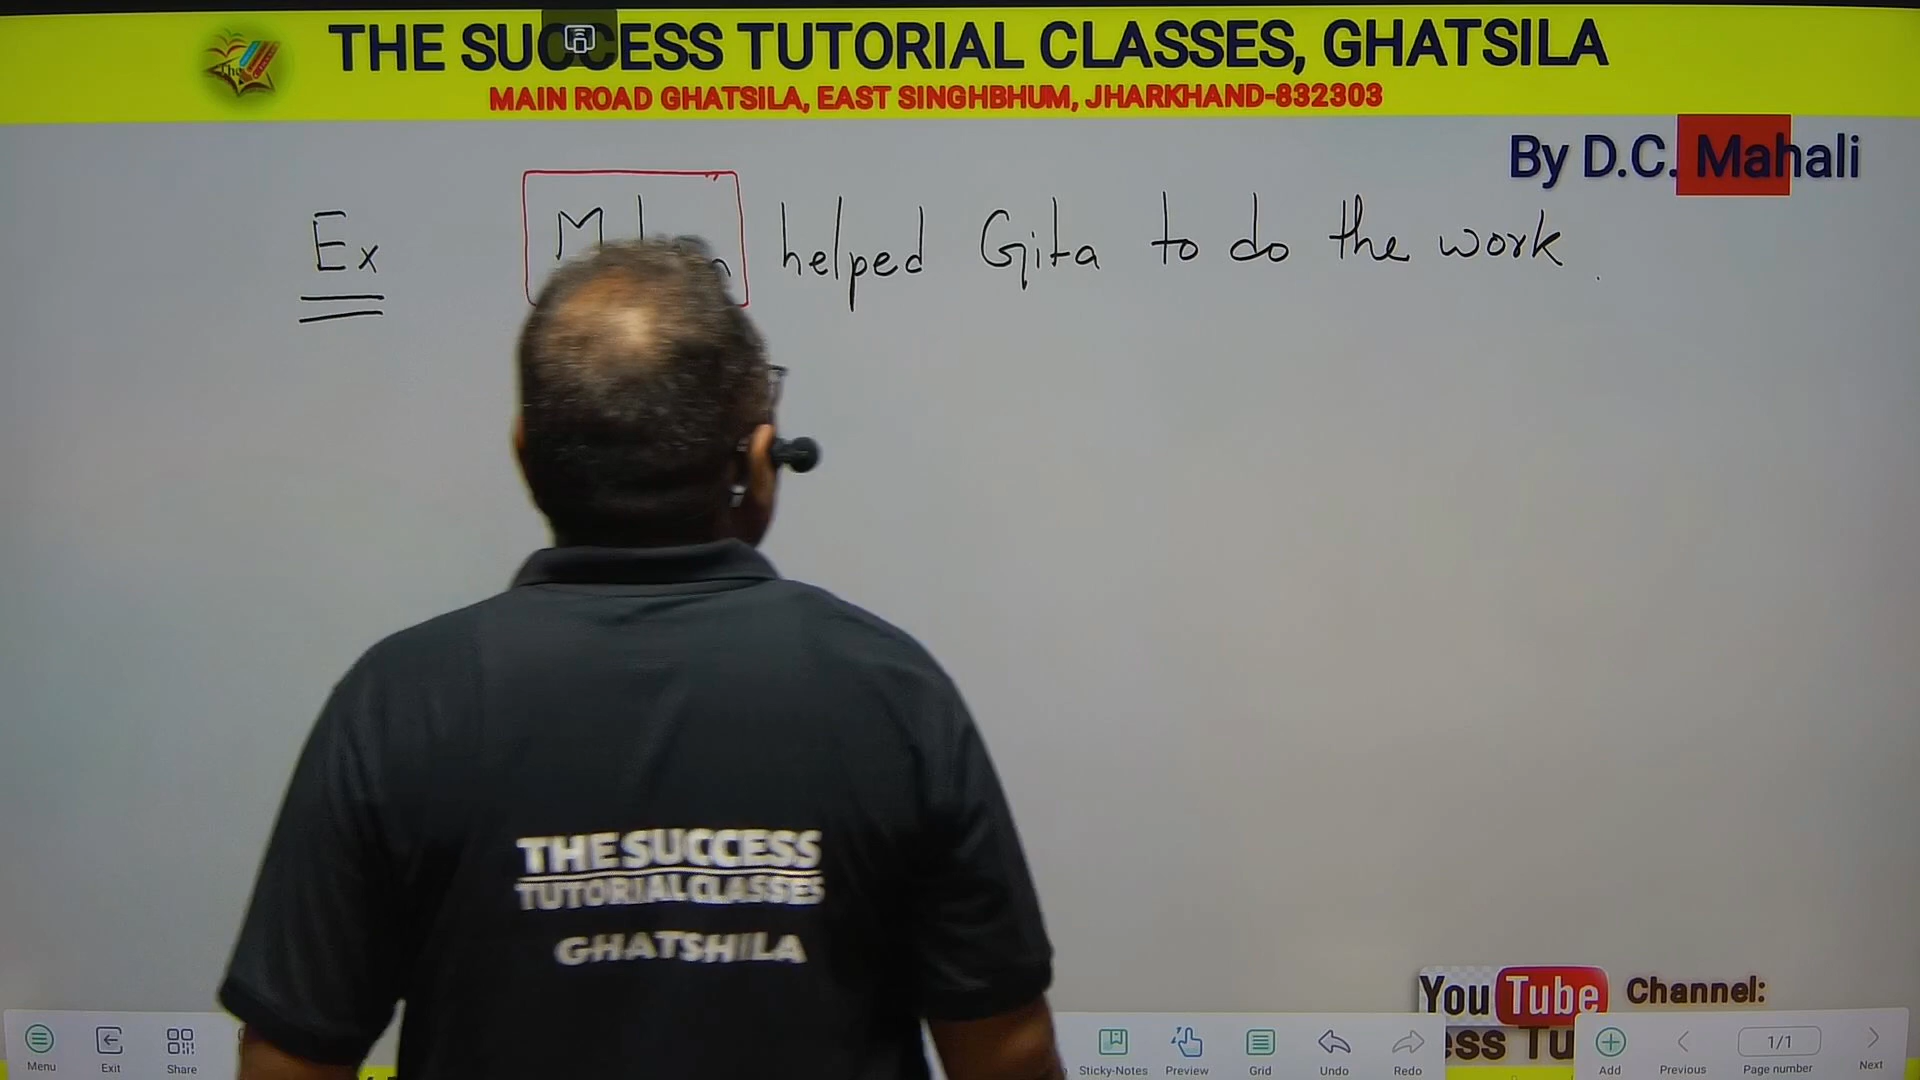 THE SUCCESS TUTORIAL CLASSES, GHATSILA
MAIN ROAD GHATSILA, EAST SINGHBHUM, JHARKHAND-832303
By D.C. Mahali
Ex helped Gita to do the work.
THE SUCCESS
TUTORIAL CLASSES
GHATSHILA
YouTube Channel:
Menu Exit Share Sticky-Notes Preview Grid Undo Redo Add Previous 1/1 Page number Next